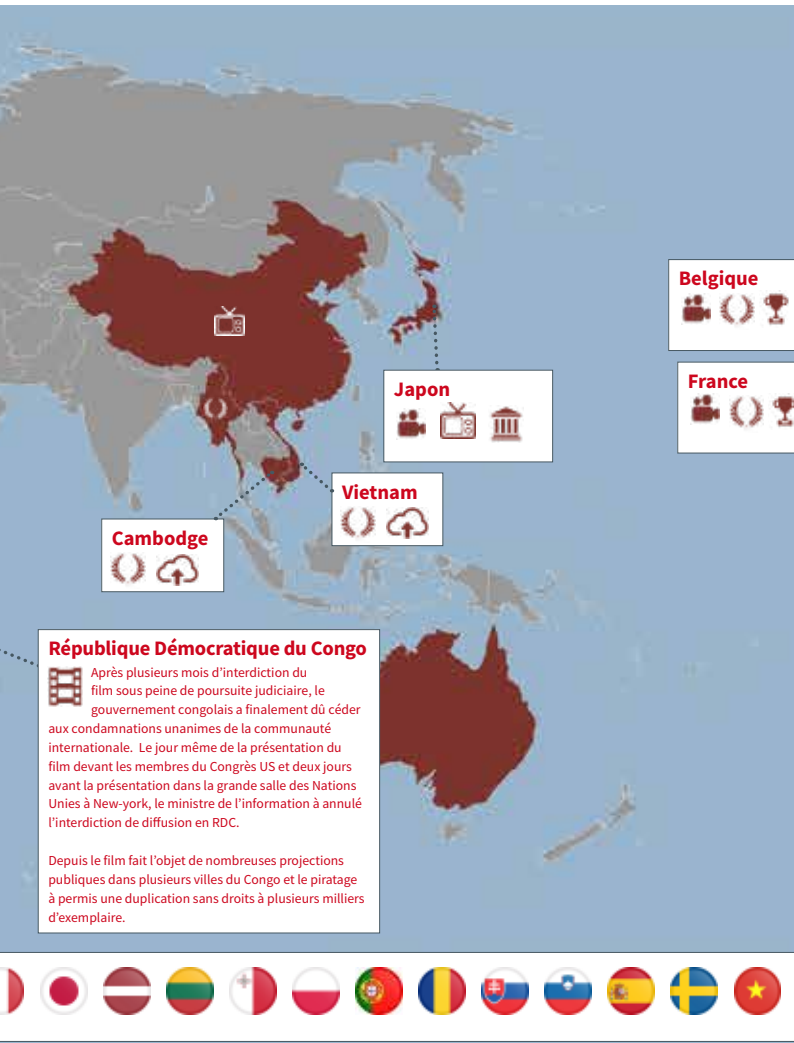 Belgique
France
Japon
Vietnam
Cambodge
République Démocratique du Congo
Après plusieurs mois d’interdiction du
film sous peine de poursuite judiciaire, le
gouvernement congolais a finalement dû céder
aux condamnations unanimes de la communauté
internationale.  Le jour même de la présentation du
film devant les membres du Congrès US et deux jours
avant la présentation dans la grande salle des Nations
Unies à New-york, le ministre de l’information à annulé
l’interdiction de diffusion en RDC.
Depuis le film fait l’objet de nombreuses projections
publiques dans plusieurs villes du Congo et le piratage
à permis une duplication sans droits à plusieurs milliers
d’exemplaire.